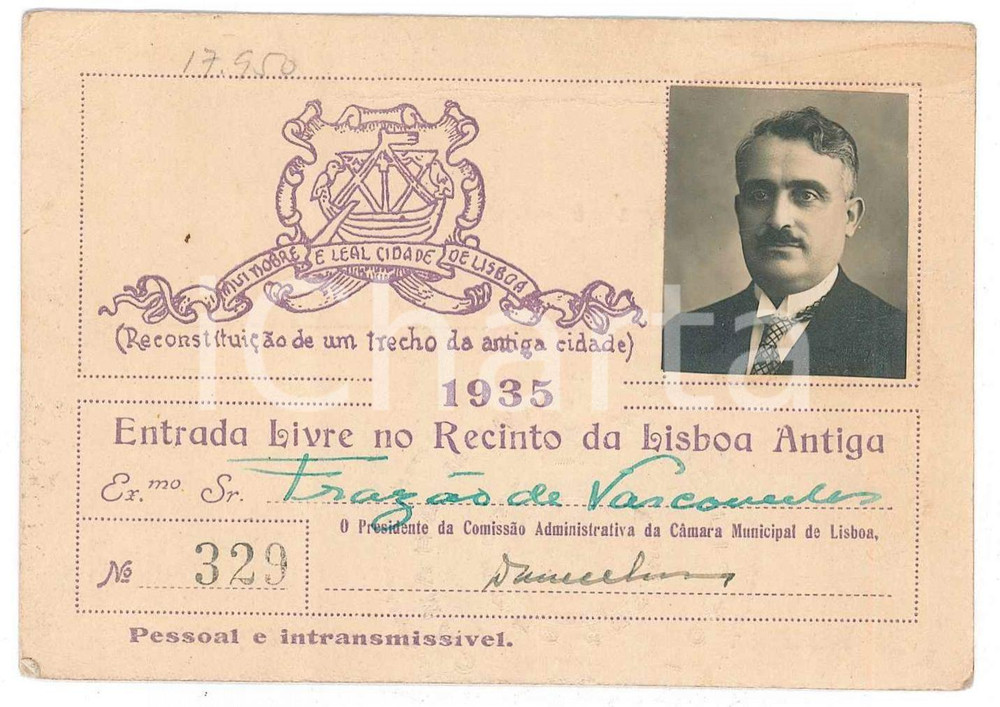 17.950
MUI NOBRE E LEAL CIDADE DE LISBOA
(Reconstituição de um trecho da antiga cidade)
1935
Entrada Livre no Recinto da Lisboa Antiga
Ex.mo Sr. Frazão de Vasconcelos
O Presidente da Comissão Administrativa da Câmara Municipal de Lisboa,
Nº 329
Pessoal e intransmissível.
iCharta